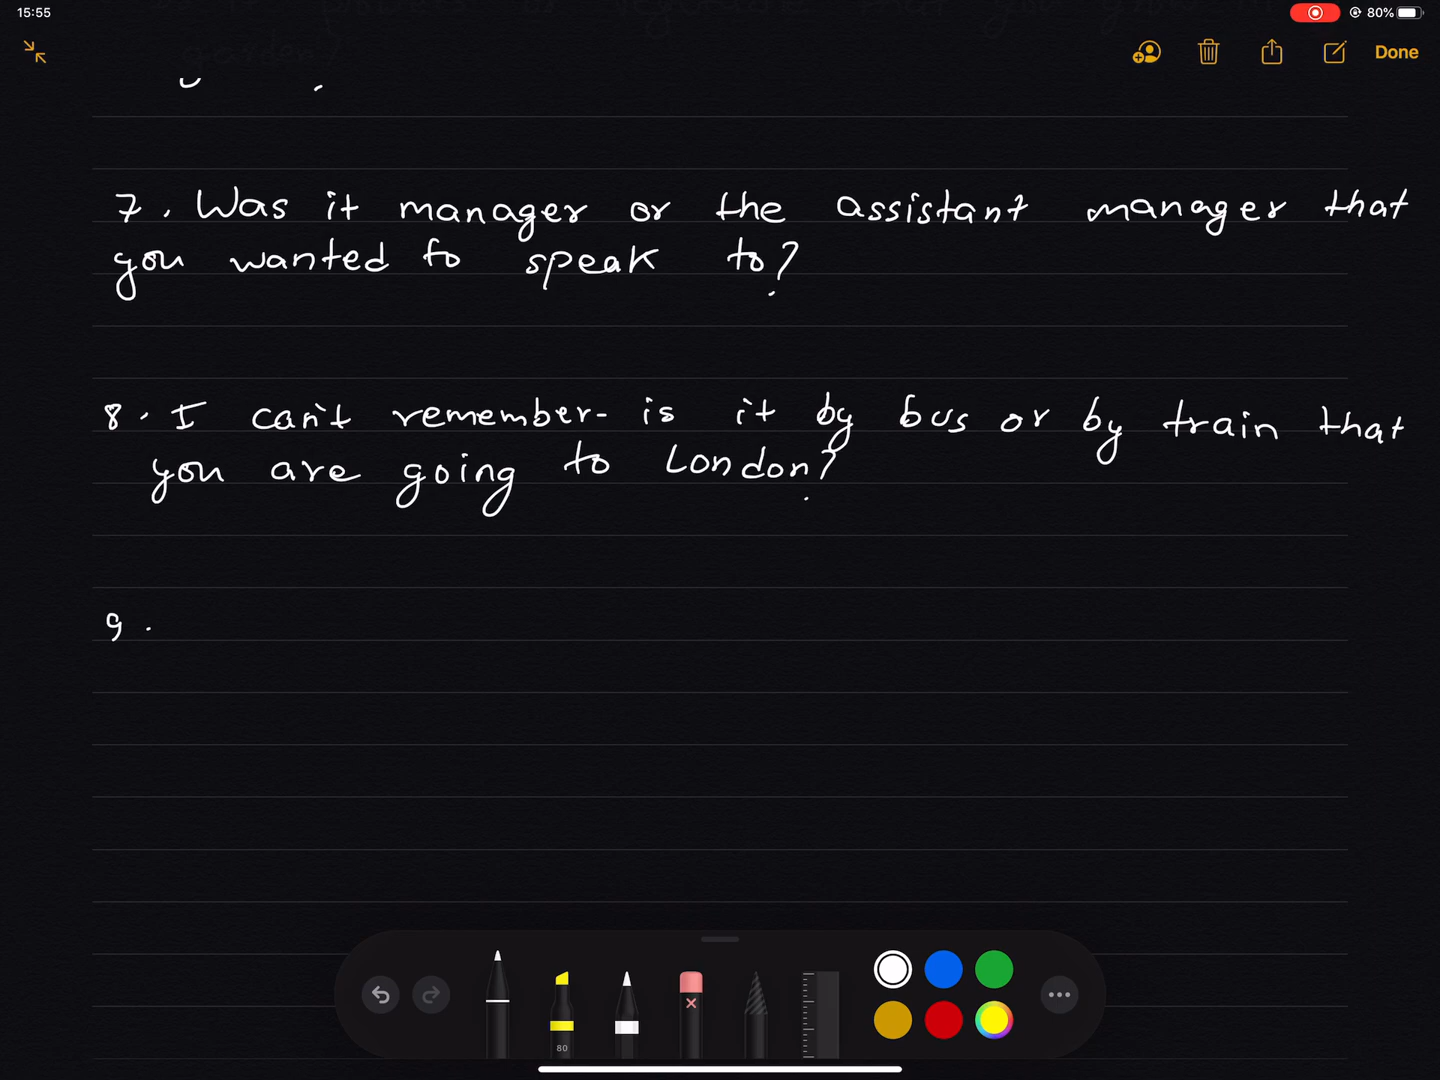 15:55
80%
Done
7. Was it manager or the assistant manager that
you wanted to speak to?
8. I can't remember- is it by bus or by train that
you are going to London?
9.
80